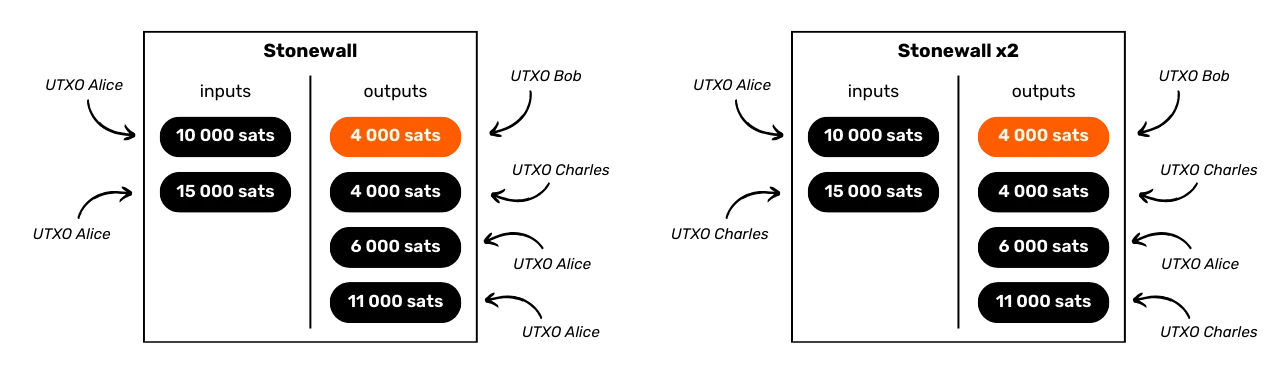 Stonewall
UTXO Alice
inputs
outputs
UTXO Bob
10 000 sats
4 000 sats
15 000 sats
4 000 sats
UTXO Charles
UTXO Alice
6 000 sats
UTXO Alice
11 000 sats
UTXO Alice
Stonewall x2
UTXO Alice
inputs
outputs
UTXO Bob
10 000 sats
4 000 sats
15 000 sats
4 000 sats
UTXO Charles
UTXO Charles
6 000 sats
UTXO Alice
11 000 sats
UTXO Charles